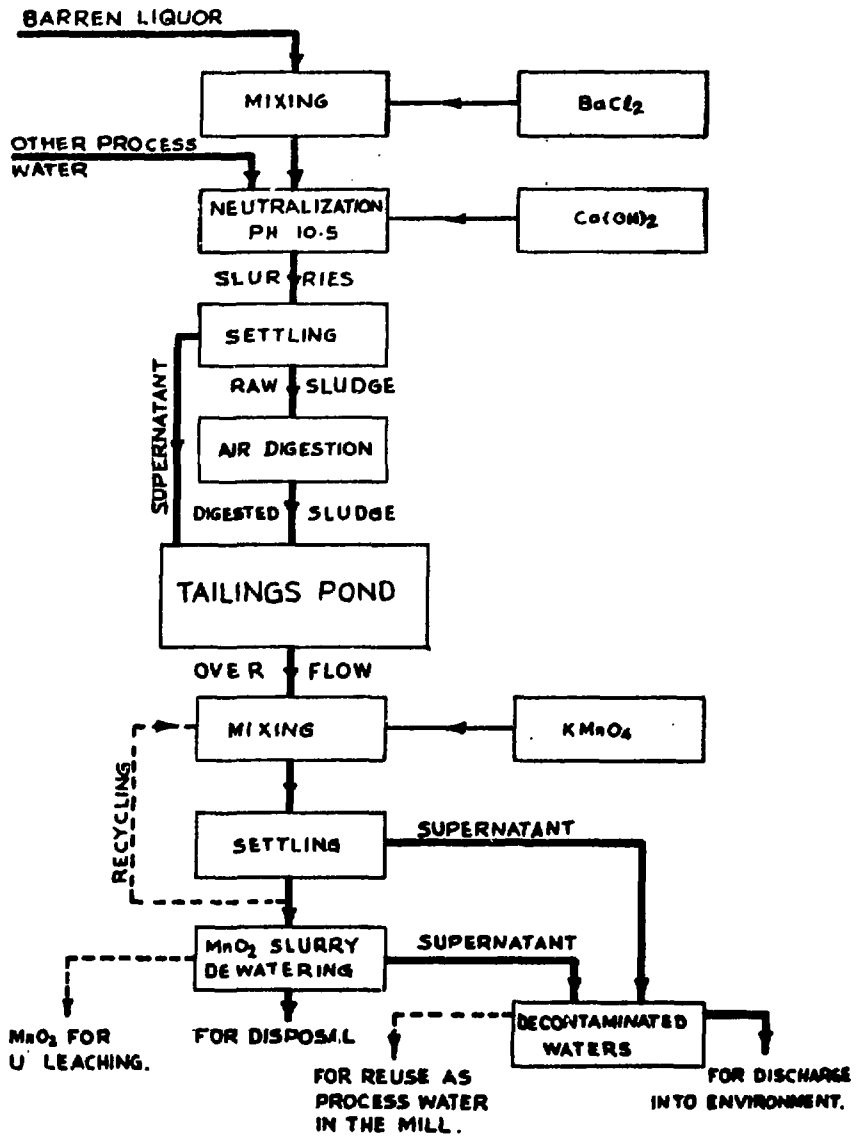 BARREN LIQUOR
MIXING
BaCl2
OTHER PROCESS
WATER
NEUTRALIZATION
PH 10.5
Ca(OH)2
SLURRIES
SETTLING
SUPERNATANT
RAW SLUDGE
AIR DIGESTION
DIGESTED SLUDGE
TAILINGS POND
OVER FLOW
MIXING
KMnO4
RECYCLING
SETTLING
SUPERNATANT
MnO2 SLURRY
DEWATERING
SUPERNATANT
MnO2 FOR
U LEACHING.
FOR DISPOSAL
DECONTAMINATED
WATERS
FOR REUSE AS
PROCESS WATER
IN THE MILL.
FOR DISCHARGE
INTO ENVIRONMENT.